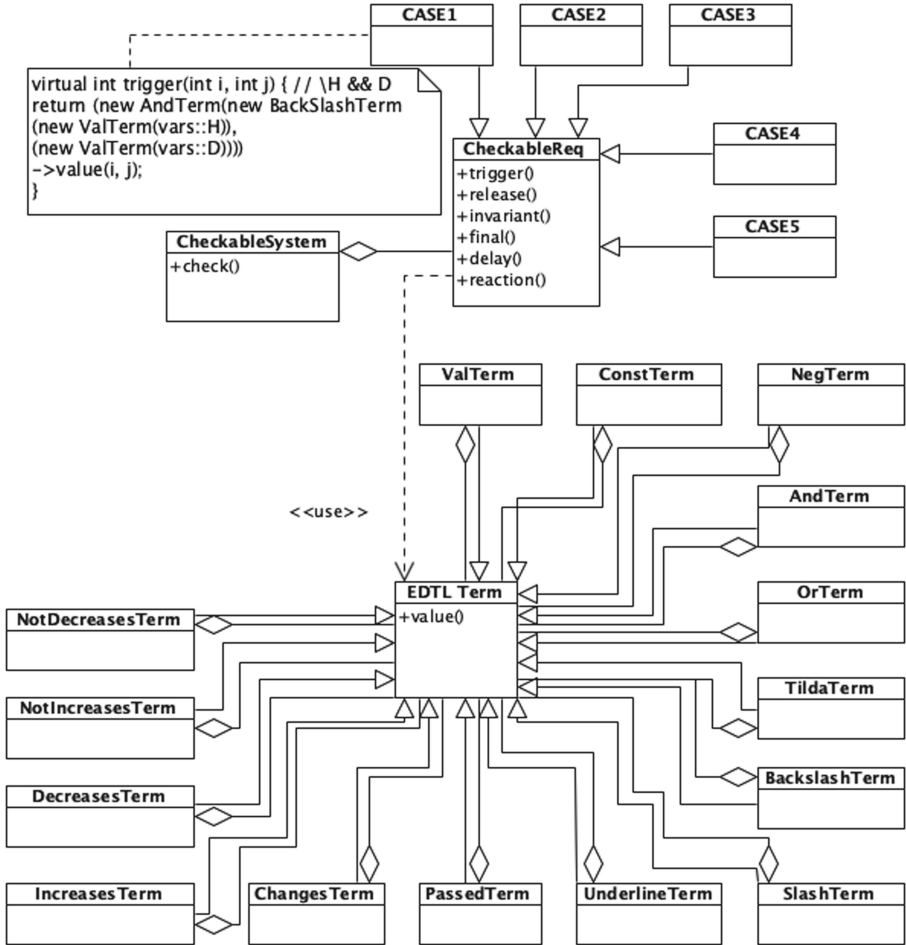 CASE1
CASE2
CASE3
virtual int trigger(int i, int j) { // \H && D
return (new AndTerm(new BackSlashTerm
(new ValTerm(vars::H)),
(new ValTerm(vars::D))))
->value(i, j);
}
CheckableReq
+trigger()
+release()
+invariant()
+final()
+delay()
+reaction()
CASE4
CASE5
CheckableSystem
+check()
ValTerm
ConstTerm
NegTerm
<<use>>
AndTerm
EDTL Term
+value()
OrTerm
NotDecreasesTerm
NotIncreasesTerm
TildaTerm
DecreasesTerm
BackslashTerm
IncreasesTerm
ChangesTerm
PassedTerm
UnderlineTerm
SlashTerm